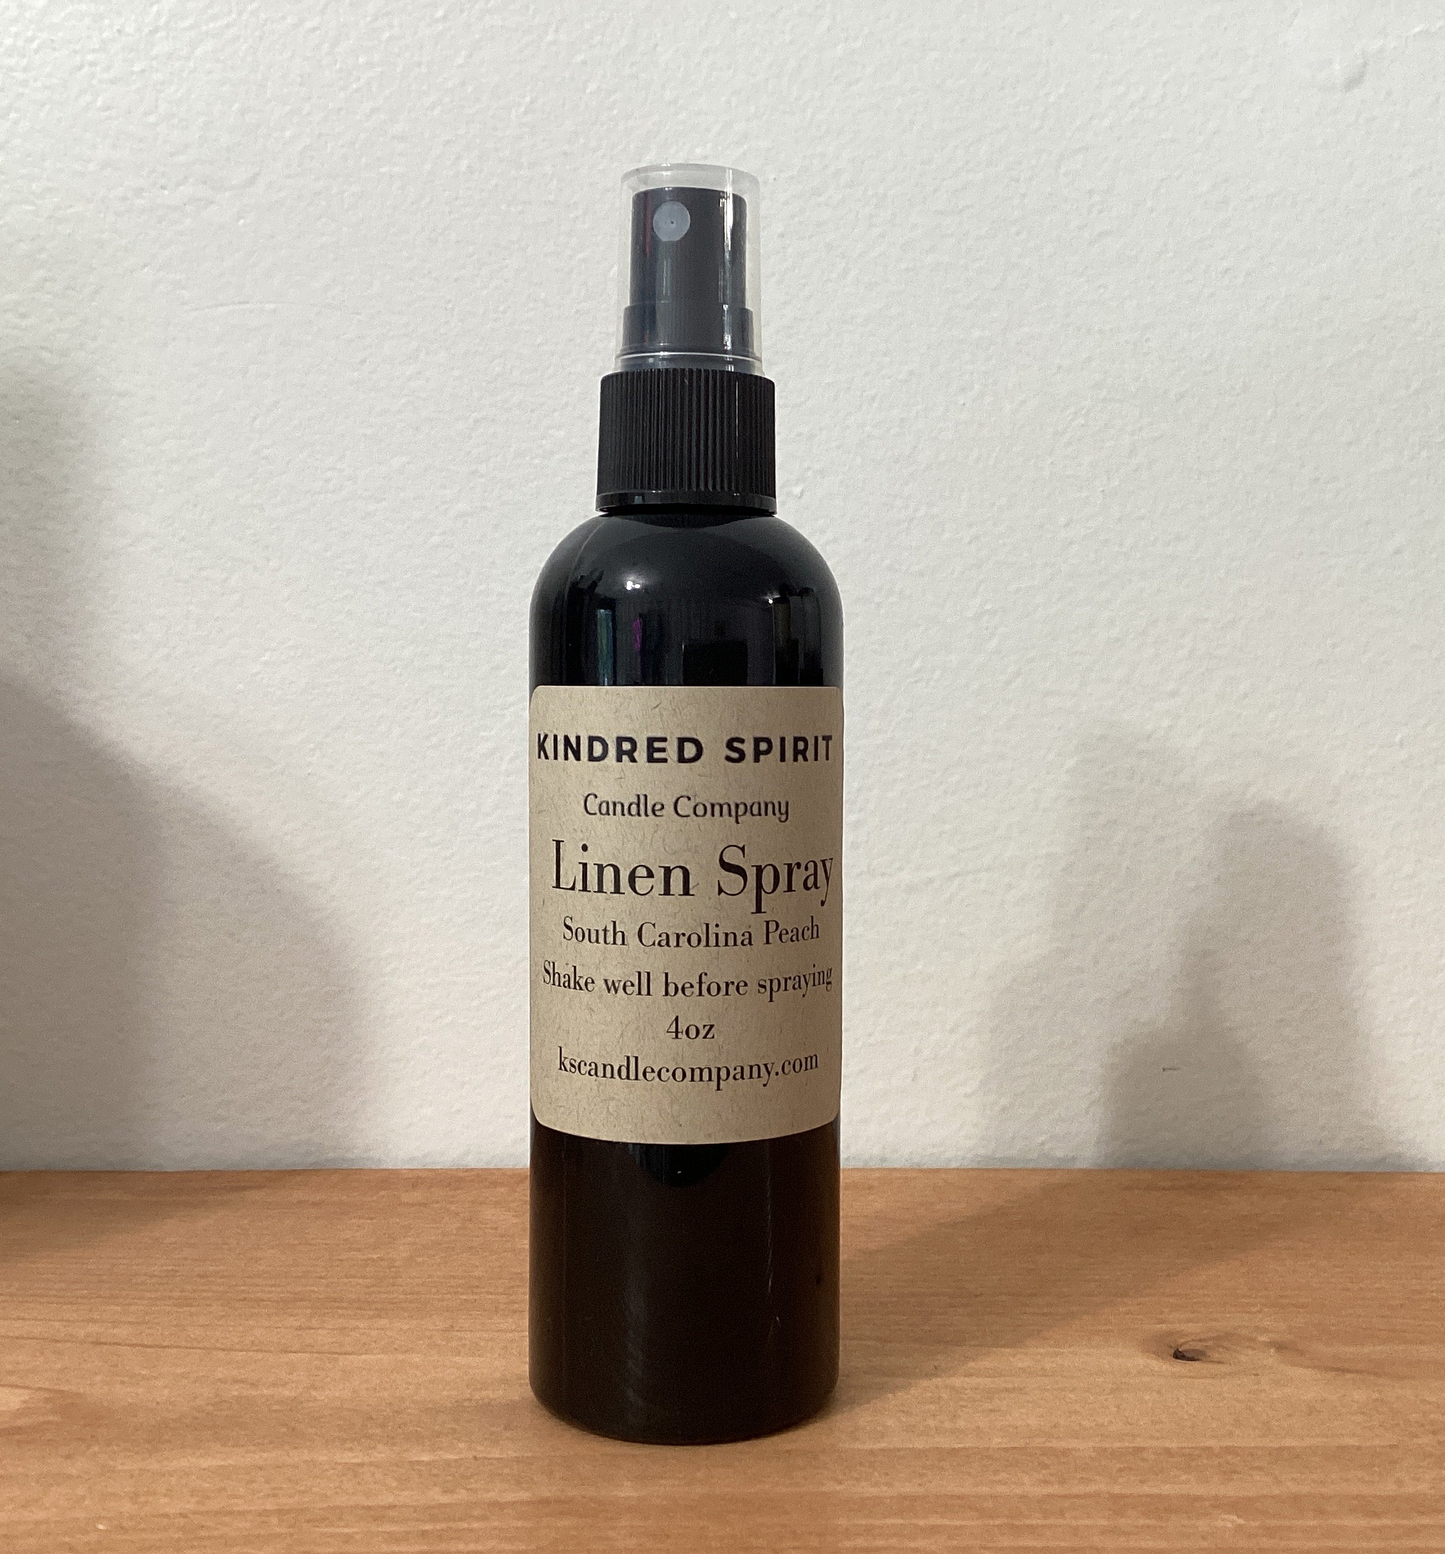 KINDRED SPIRIT
Candle Company
Linen Spray
South Carolina Peach
Shake well before spraying
4oz
kscandlecompany.com